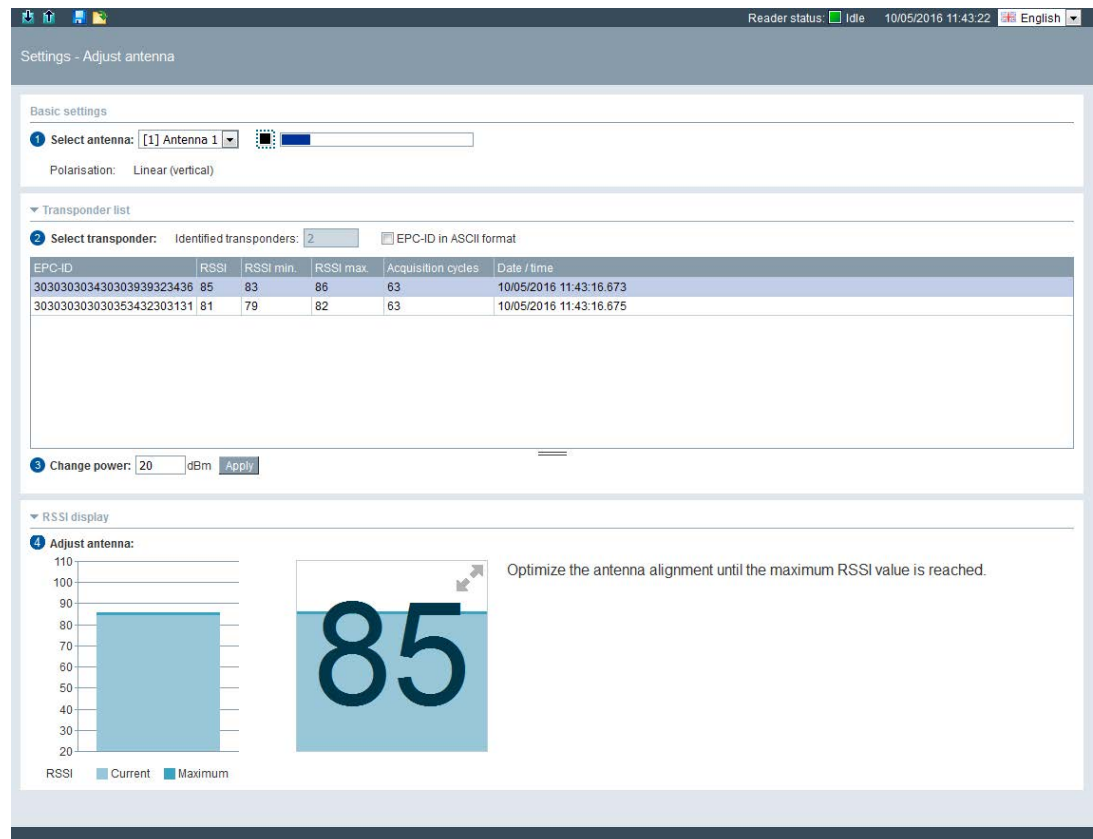 Reader status: Idle 10/05/2016 11:43:22 English
Settings - Adjust antenna
Basic settings
1 Select antenna: [1] Antenna 1
Polarisation: Linear (vertical)
Transponder list
2 Select transponder: Identified transponders: 2 EPC-ID in ASCII format
EPC-ID RSSI RSSI min. RSSI max. Acquisition cycles Date / time
303030303430303939323436 85 83 86 63 10/05/2016 11:43:16.673
303030303030353432303131 81 79 82 63 10/05/2016 11:43:16.675
3 Change power: 20 dBm Apply
RSSI display
4 Adjust antenna:
110
100
90
80
70
60
50
40
30
20
RSSI Current Maximum
85
Optimize the antenna alignment until the maximum RSSI value is reached.